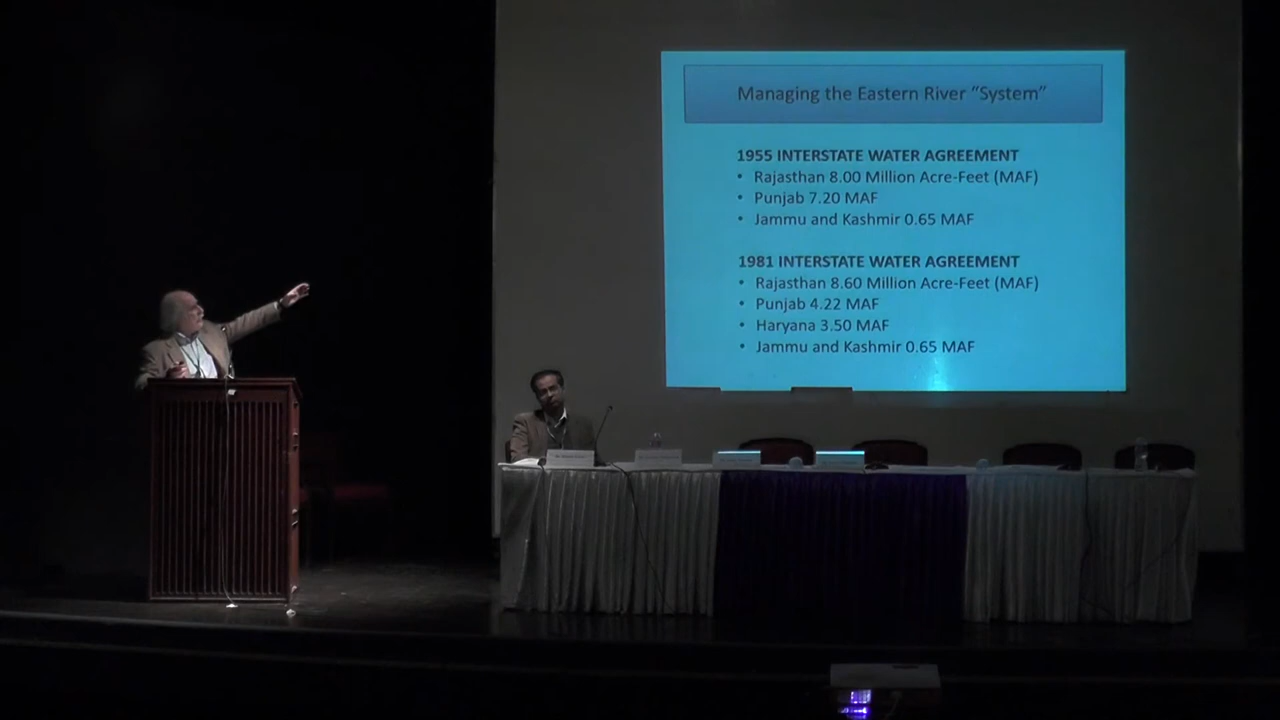 Managing the Eastern River “System”
1955 INTERSTATE WATER AGREEMENT
• Rajasthan 8.00 Million Acre-Feet (MAF)
• Punjab 7.20 MAF
• Jammu and Kashmir 0.65 MAF
1981 INTERSTATE WATER AGREEMENT
• Rajasthan 8.60 Million Acre-Feet (MAF)
• Punjab 4.22 MAF
• Haryana 3.50 MAF
• Jammu and Kashmir 0.65 MAF